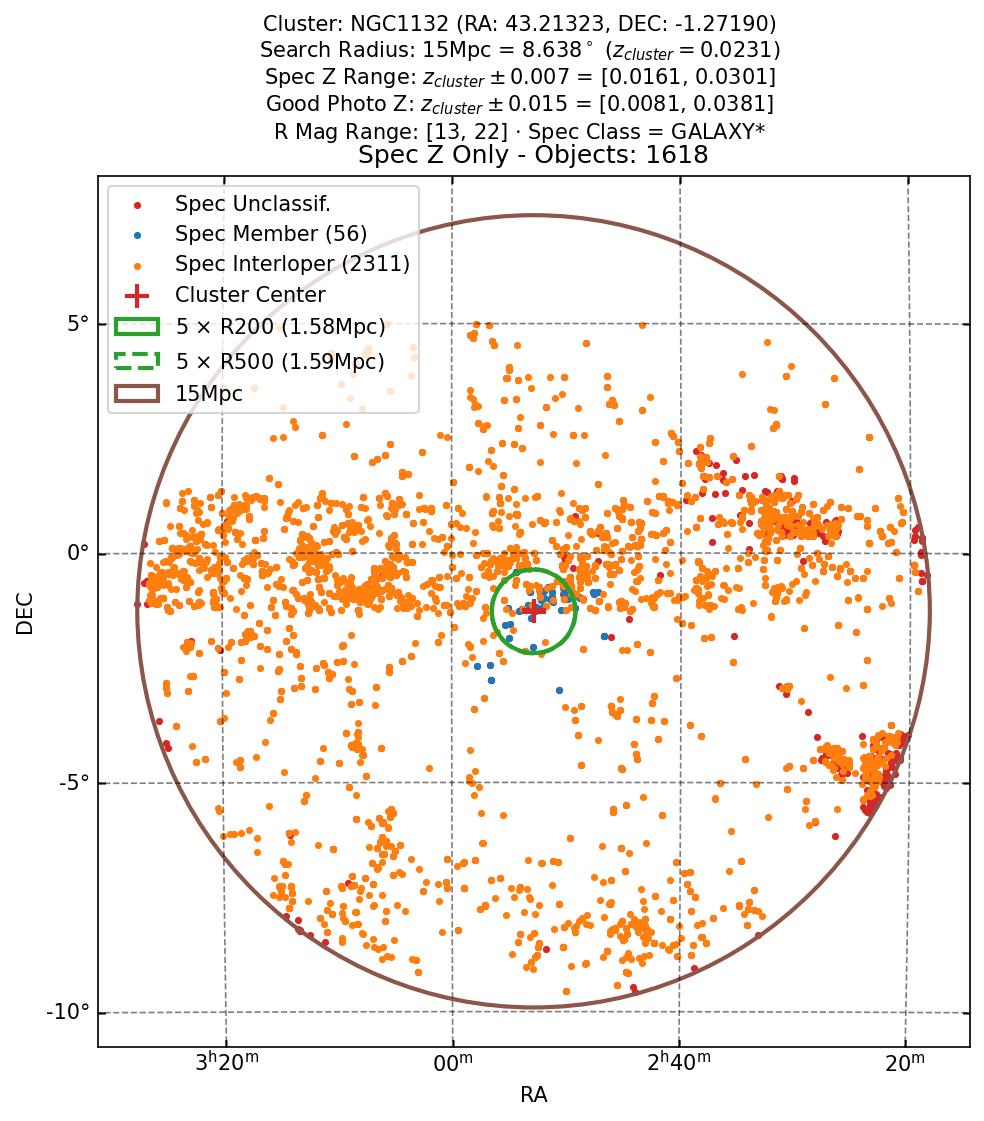 Cluster: NGC1132 (RA: 43.21323, DEC: -1.27190)
Search Radius: 15Mpc = 8.638° (z_cluster = 0.0231)
Spec Z Range: z_cluster ± 0.007 = [0.0161, 0.0301]
Good Photo Z: z_cluster ± 0.015 = [0.0081, 0.0381]
R Mag Range: [13, 22] · Spec Class = GALAXY*
Spec Z Only - Objects: 1618
Spec Unclassif.
Spec Member (56)
Spec Interloper (2311)
Cluster Center
5 × R200 (1.58Mpc)
5 × R500 (1.59Mpc)
15Mpc
5°
0°
-5°
-10°
DEC
3h20m 00m 2h40m 20m
RA